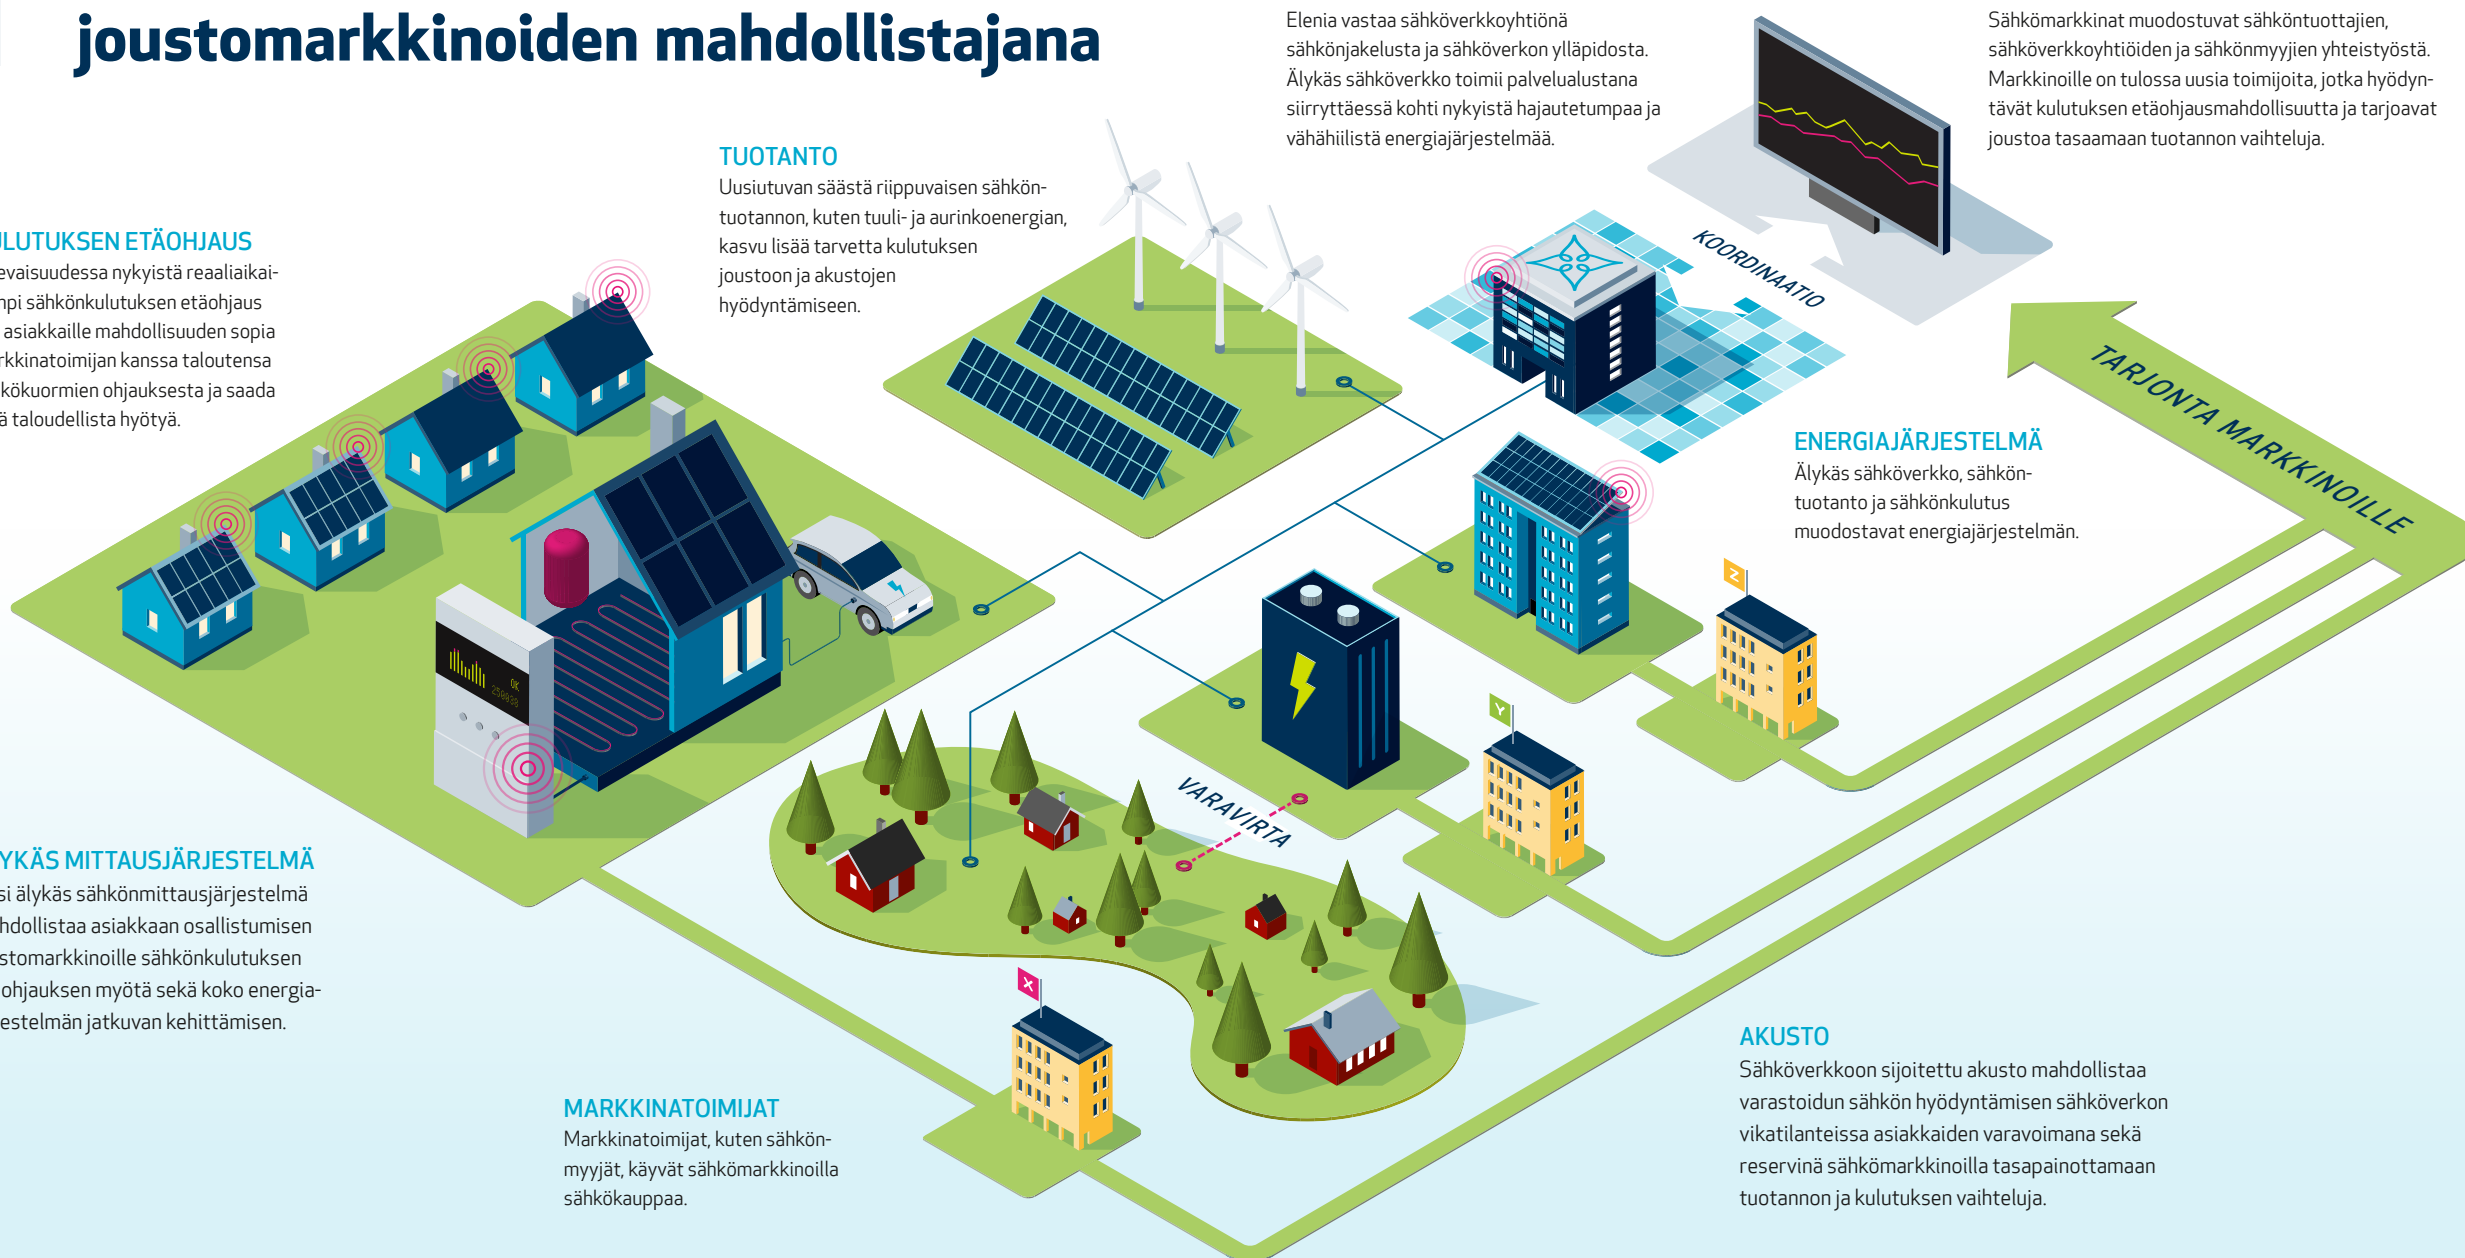 joustomarkkinoiden mahdollistajana
Elenia vastaa sähköverkkoyhtiönä
sähkönjakelusta ja sähköverkon ylläpidosta.
Älykäs sähköverkko toimii palvelualustana
siirryttäessä kohti nykyistä hajautetumpaa ja
vähähiilistä energiajärjestelmää.
Sähkömarkkinat muodostuvat sähköntuottajien,
sähköverkkoyhtiöiden ja sähkönmyyjien yhteistyöstä.
Markkinoille on tulossa uusia toimijoita, jotka hyödyn-
tävät kulutuksen etäohjausmahdollisuutta ja tarjoavat
joustoa tasaamaan tuotannon vaihteluja.
TUOTANTO
Uusiutuvan säästä riippuvaisen sähkön-
tuotannon, kuten tuuli- ja aurinkoenergian,
kasvu lisää tarvetta kulutuksen
joustoon ja akustojen
hyödyntämiseen.
ULUTUKSEN ETÄOHJAUS
evaisuudessa nykyistä reaaliaikai-
mpi sähkönkulutuksen etäohjaus
asiakkaille mahdollisuuden sopia
rkkinatoimijan kanssa taloutensa
kökuormien ohjauksesta ja saada
ä taloudellista hyötyä.
KOORDINAATIO
TARJONTA MARKKINOILLE
ENERGIAJÄRJESTELMÄ
Älykäs sähköverkko, sähkön-
tuotanto ja sähkönkulutus
muodostavat energiajärjestelmän.
Z
OK
Y
VARAVIRTA
YKÄS MITTAUSJÄRJESTELMÄ
si älykäs sähkönmittausjärjestelmä
hdollistaa asiakkaan osallistumisen
stomarkkinoille sähkönkulutuksen
ohjauksen myötä sekä koko energia-
estelmän jatkuvan kehittämisen.
X
MARKKINATOIMIJAT
Markkinatoimijat, kuten sähkön-
myyjät, käyvät sähkömarkkinoilla
sähkökauppaa.
AKUSTO
Sähköverkkoon sijoitettu akusto mahdollistaa
varastoidun sähkön hyödyntämisen sähköverkon
vikatilanteissa asiakkaiden varavoimana sekä
reservinä sähkömarkkinoilla tasapainottamaan
tuotannon ja kulutuksen vaihteluja.